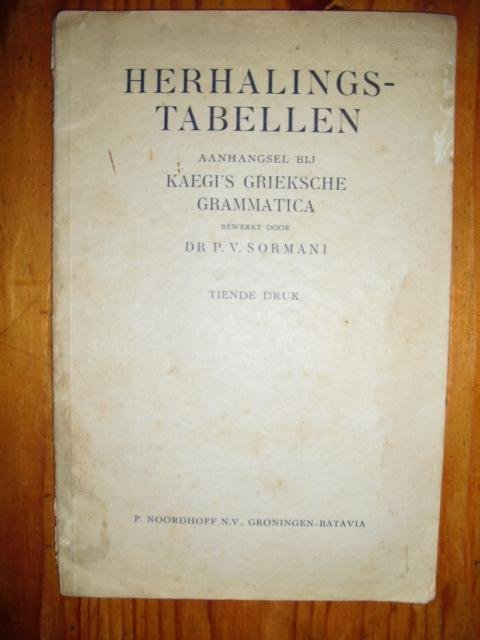 HERHALINGS-
TABELLEN
AANHANGSEL BIJ
KAEGI'S GRIEKSCHE
GRAMMATICA
BEWERKT DOOR
DR P. V. SORMANI
TIENDE DRUK
P. NOORDHOFF N.V., GRONINGEN-BATAVIA